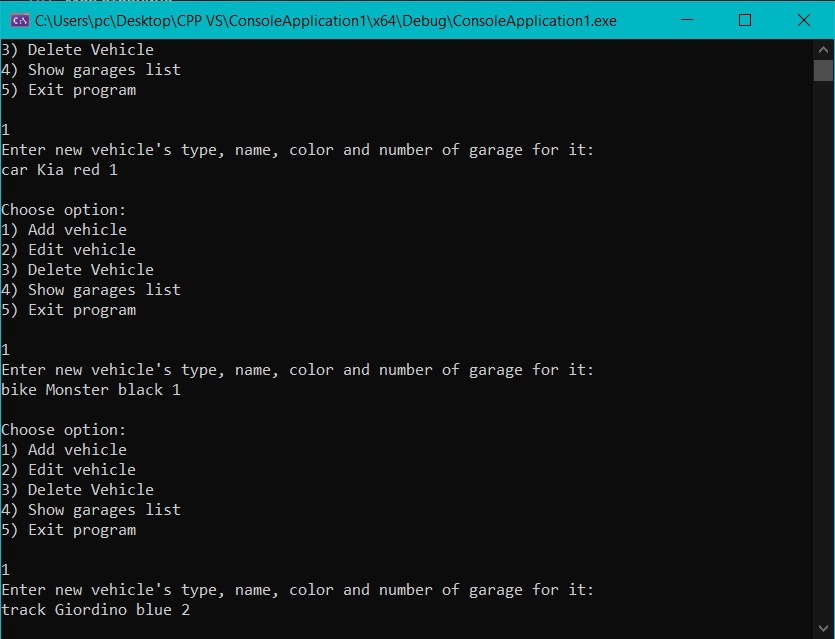 C:\Users\pc\Desktop\CPP VS\ConsoleApplication1\x64\Debug\ConsoleApplication1.exe
3) Delete Vehicle
4) Show garages list
5) Exit program
1
Enter new vehicle's type, name, color and number of garage for it:
car Kia red 1
Choose option:
1) Add vehicle
2) Edit vehicle
3) Delete Vehicle
4) Show garages list
5) Exit program
1
Enter new vehicle's type, name, color and number of garage for it:
bike Monster black 1
Choose option:
1) Add vehicle
2) Edit vehicle
3) Delete Vehicle
4) Show garages list
5) Exit program
1
Enter new vehicle's type, name, color and number of garage for it:
track Giordino blue 2